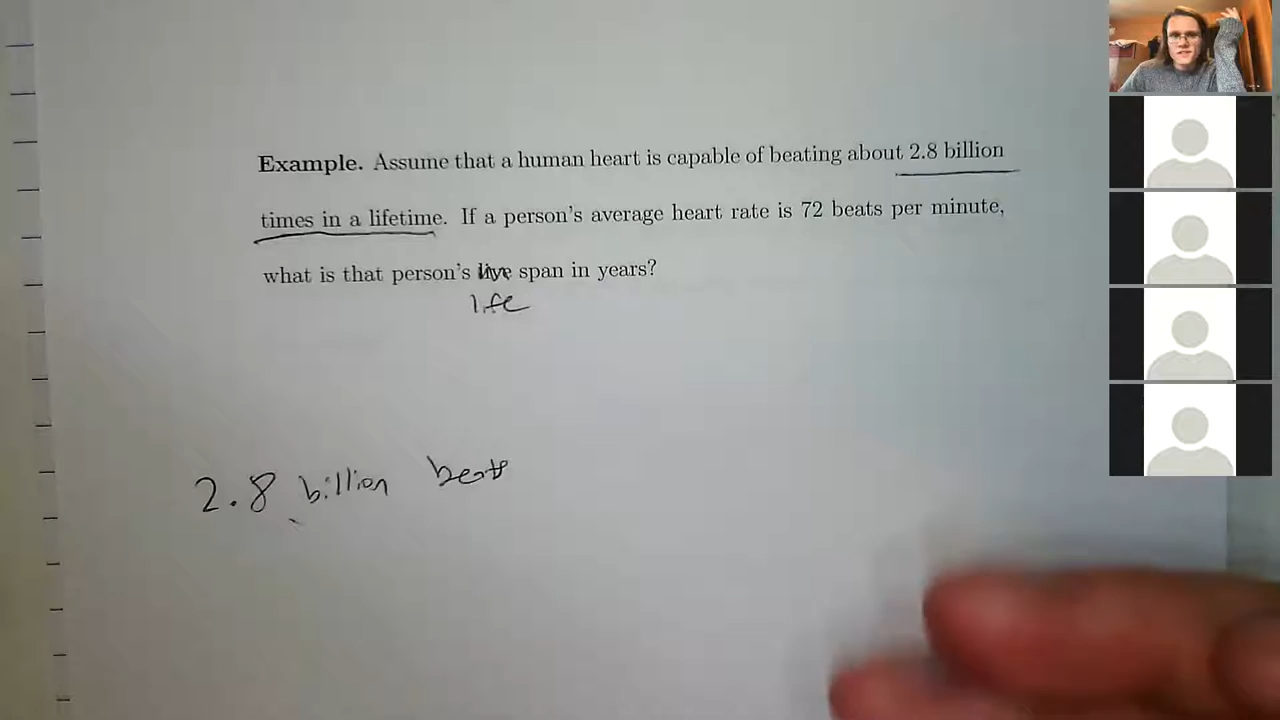 Example. Assume that a human heart is capable of beating about 2.8 billion
times in a lifetime. If a person's average heart rate is 72 beats per minute,
what is that person's live span in years?
life
2.8 billion beats